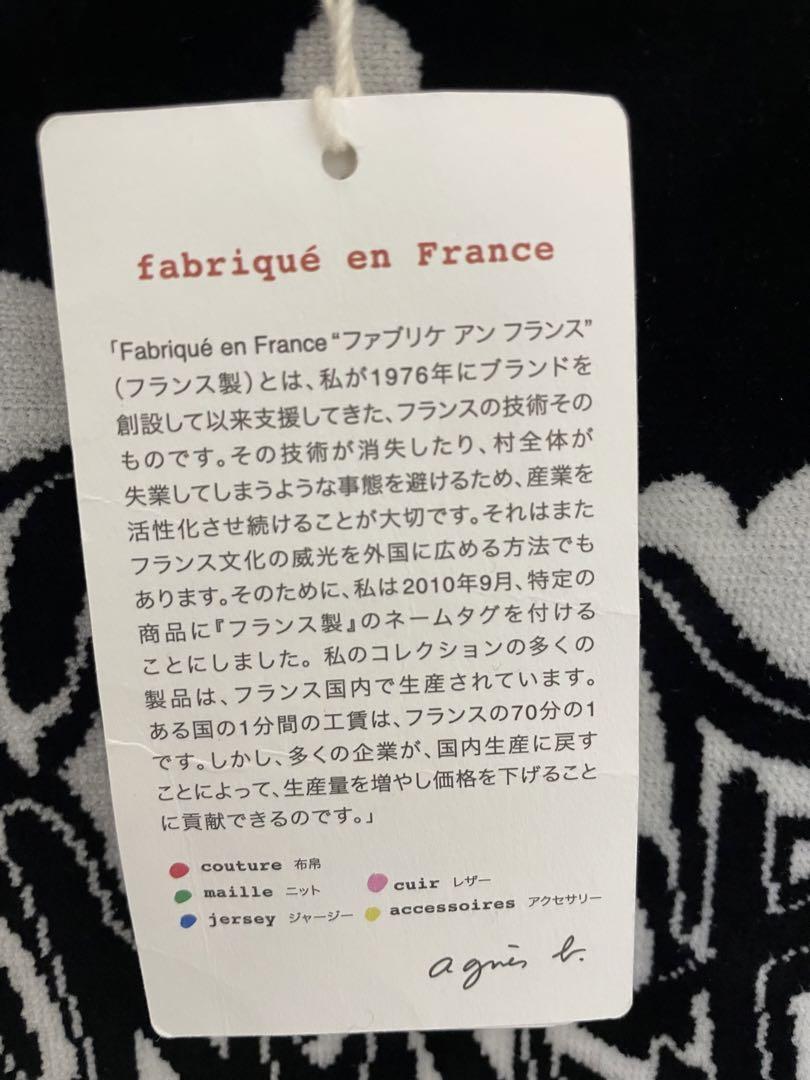 fabriqué en France
「Fabriqué en France “ファブリケ アン フランス”
（フランス製）とは、私が1976年にブランドを
創設して以来支援してきた、フランスの技術その
ものです。その技術が消失したり、村全体が
失業してしまうような事態を避けるため、産業を
活性化させ続けることが大切です。それはまた
フランス文化の威光を外国に広める方法でも
あります。そのために、私は2010年9月、特定の
商品に『フランス製』のネームタグを付ける
ことにしました。私のコレクションの多くの
製品は、フランス国内で生産されています。
ある国の1分間の工賃は、フランスの70分の1
です。しかし、多くの企業が、国内生産に戻す
ことによって、生産量を増やし価格を下げること
に貢献できるのです。」
couture 布帛
maille ニット
jersey ジャージー
cuir レザー
accessoires アクセサリー
agnès b.